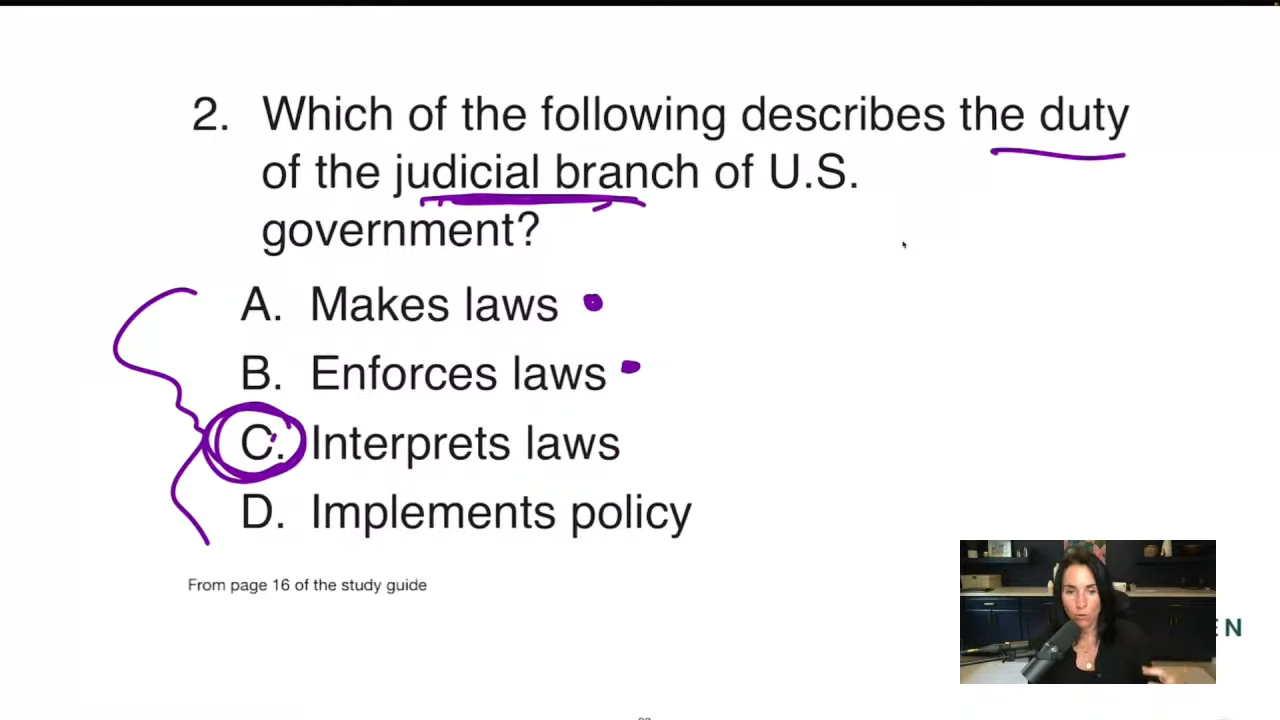 2. Which of the following describes the duty
of the judicial branch of U.S.
government?
A. Makes laws
B. Enforces laws
C. Interprets laws
D. Implements policy
From page 16 of the study guide
N